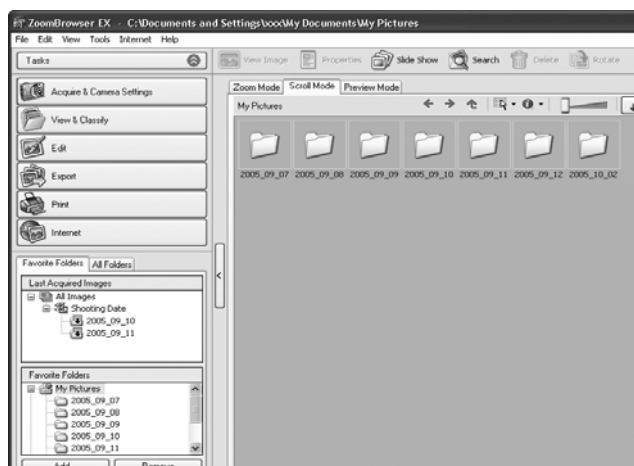 ZoomBrowser EX - C:\Documents and Settings\xxx\My Documents\My Pictures
File Edit View Tools Internet Help
Tasks
View Image Properties Slide Show Search Delete Rotate
Acquire & Camera Settings
View & Classify
Edit
Export
Print
Internet
Zoom Mode Scroll Mode Preview Mode
My Pictures
2005_09_07 2005_09_08 2005_09_09 2005_09_10 2005_09_11 2005_09_12 2005_10_02
Favorite Folders All Folders
Last Acquired Images
All Images
Shooting Date
2005_09_10
2005_09_11
Favorite Folders
My Pictures
2005_09_07
2005_09_08
2005_09_09
2005_09_10
2005_09_11
Add Remove